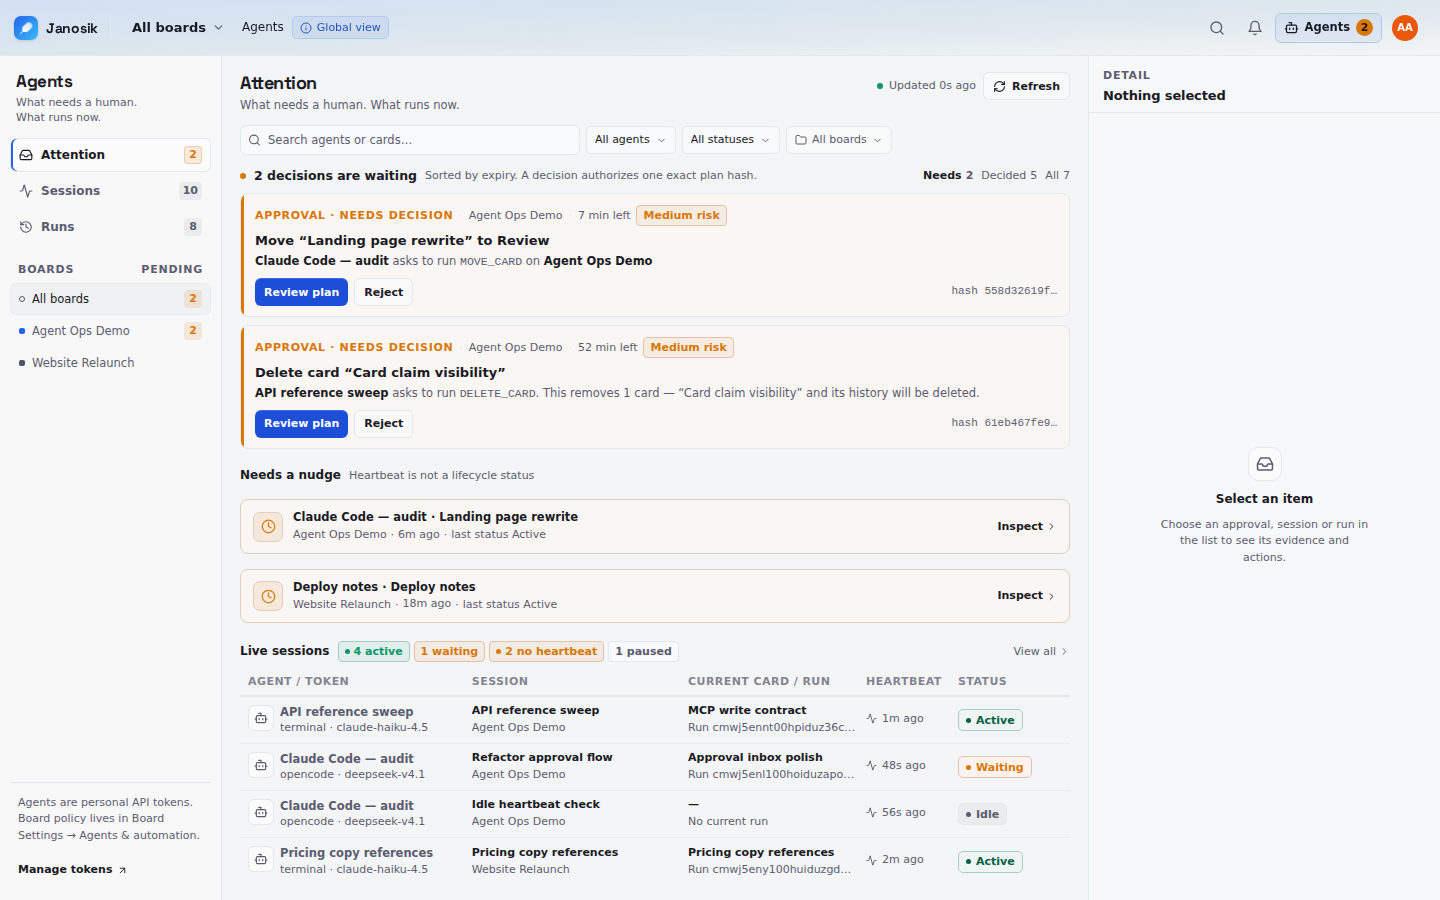 Janosik
All boards
Agents
Global view
Agents 2
AA
Agents
What needs a human.
What runs now.
Attention 2
Sessions 10
Runs 8
BOARDS PENDING
All boards 2
Agent Ops Demo 2
Website Relaunch
Agents are personal API tokens.
Board policy lives in Board
Settings → Agents & automation.
Manage tokens
Attention
What needs a human. What runs now.
Updated 0s ago
Refresh
Search agents or cards…
All agents
All statuses
All boards
2 decisions are waiting Sorted by expiry. A decision authorizes one exact plan hash.
Needs 2 Decided 5 All 7
APPROVAL · NEEDS DECISION Agent Ops Demo 7 min left Medium risk
Move “Landing page rewrite” to Review
Claude Code — audit asks to run MOVE_CARD on Agent Ops Demo
Review plan Reject hash 558d32619f…
APPROVAL · NEEDS DECISION Agent Ops Demo 52 min left Medium risk
Delete card “Card claim visibility”
API reference sweep asks to run DELETE_CARD. This removes 1 card — “Card claim visibility” and its history will be deleted.
Review plan Reject hash 61eb467fe9…
Needs a nudge Heartbeat is not a lifecycle status
Claude Code — audit · Landing page rewrite
Agent Ops Demo · 6m ago · last status Active
Inspect
Deploy notes · Deploy notes
Website Relaunch · 18m ago · last status Active
Inspect
Live sessions 4 active 1 waiting 2 no heartbeat 1 paused View all
AGENT / TOKEN SESSION CURRENT CARD / RUN HEARTBEAT STATUS
API reference sweep API reference sweep MCP write contract
terminal · claude-haiku-4.5 Agent Ops Demo Run cmwj5ennt00hpiduz36c… 1m ago Active
Claude Code — audit Refactor approval flow Approval inbox polish
opencode · deepseek-v4.1 Agent Ops Demo Run cmwj5enl100hoiduzapo… 48s ago Waiting
Claude Code — audit Idle heartbeat check —
opencode · deepseek-v4.1 Agent Ops Demo No current run 56s ago Idle
Pricing copy references Pricing copy references Pricing copy references
terminal · claude-haiku-4.5 Website Relaunch Run cmwj5eny100huiduzgd… 2m ago Active
DETAIL
Nothing selected
Select an item
Choose an approval, session or run in
the list to see its evidence and
actions.